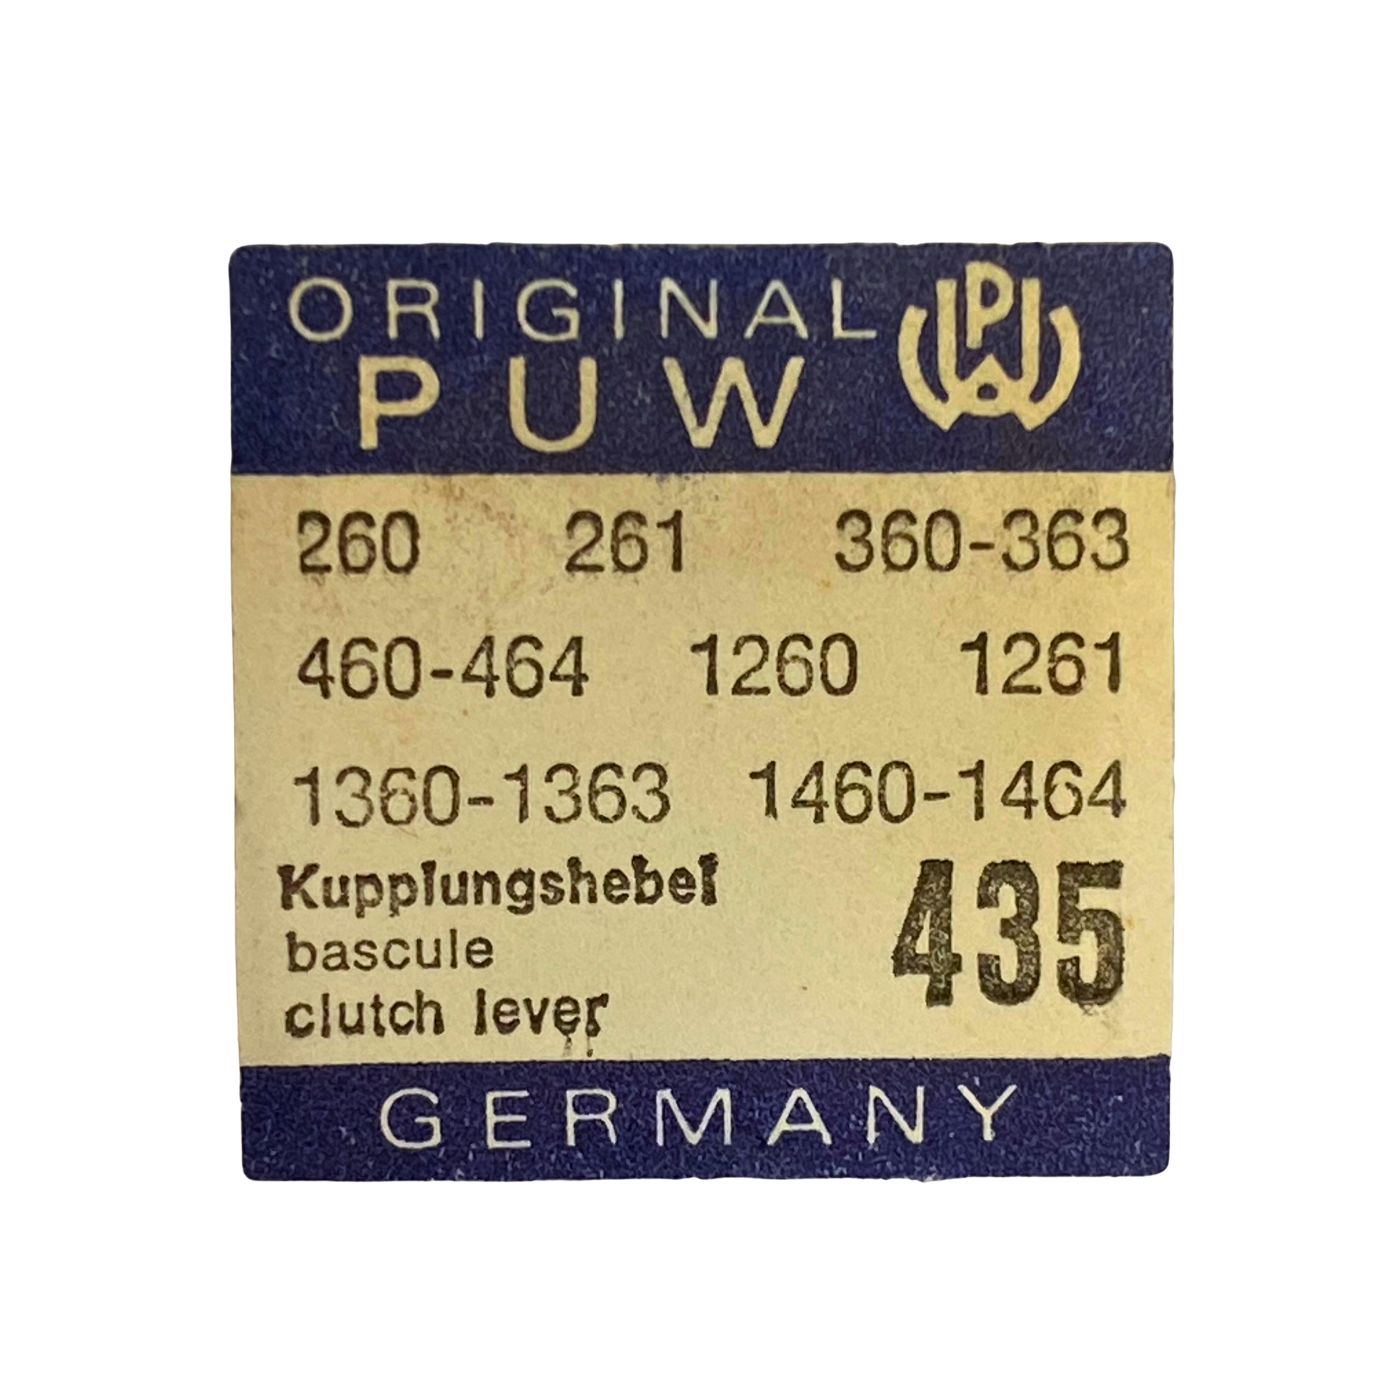 ORIGINAL
PUW
PUW
260 261 360-363
460-464 1260 1261
1360-1363 1460-1464
Kupplungshebel
bascule
clutch lever
435
GERMANY